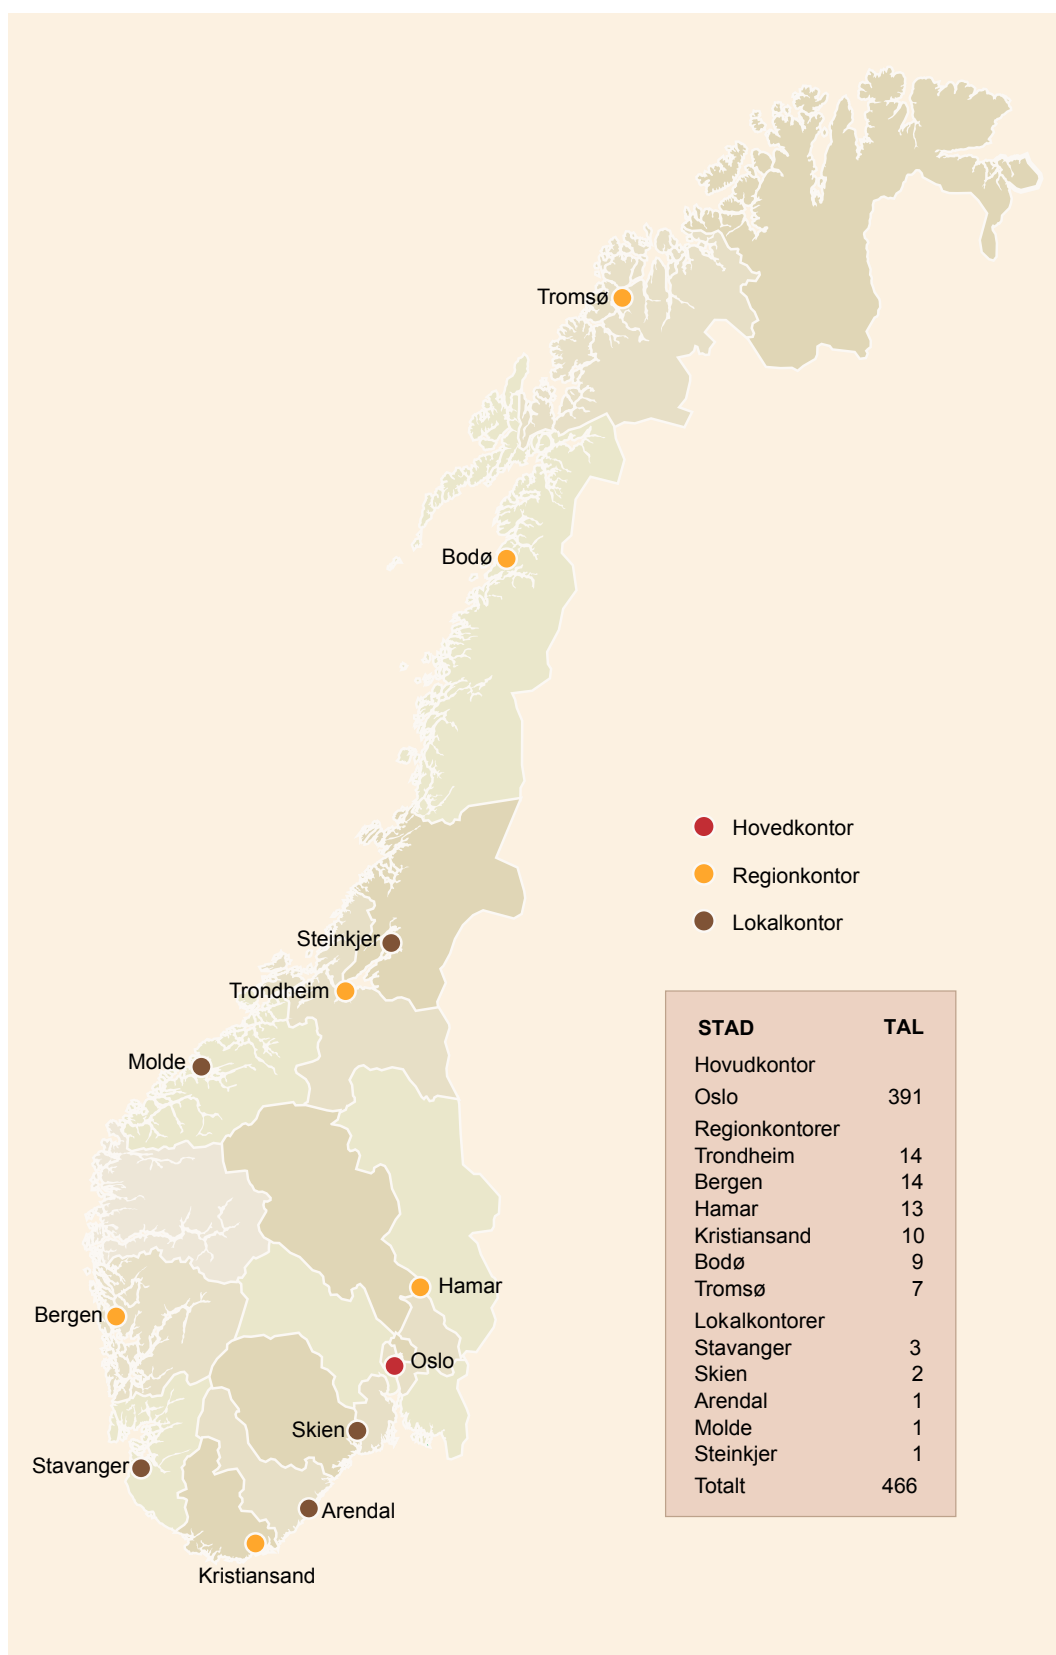 Tromsø
Bodø
Hovedkontor
Regionkontor
Lokalkontor
Steinkjer
Trondheim
Molde
Hamar
Bergen
Oslo
Skien
Stavanger
Arendal
Kristiansand
STAD TAL
Hovudkontor
Oslo 391
Regionkontorer
Trondheim 14
Bergen 14
Hamar 13
Kristiansand 10
Bodø 9
Tromsø 7
Lokalkontorer
Stavanger 3
Skien 2
Arendal 1
Molde 1
Steinkjer 1
Totalt 466